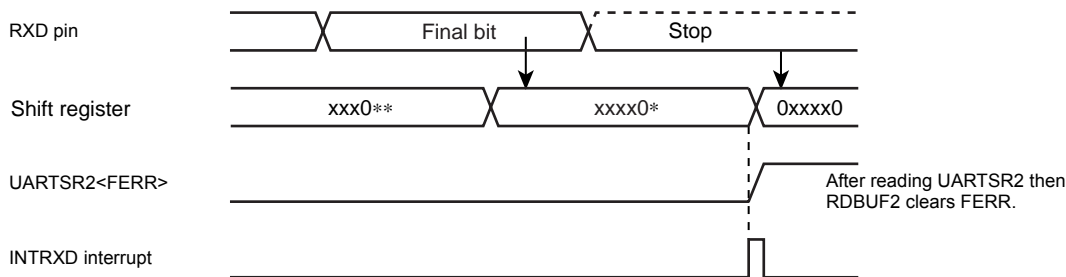 RXD pin
Final bit
Stop
Shift register
xxx0**
xxxx0*
0xxxx0
UARTSR2<FERR>
After reading UARTSR2 then
RDBUF2 clears FERR.
INTRXD interrupt